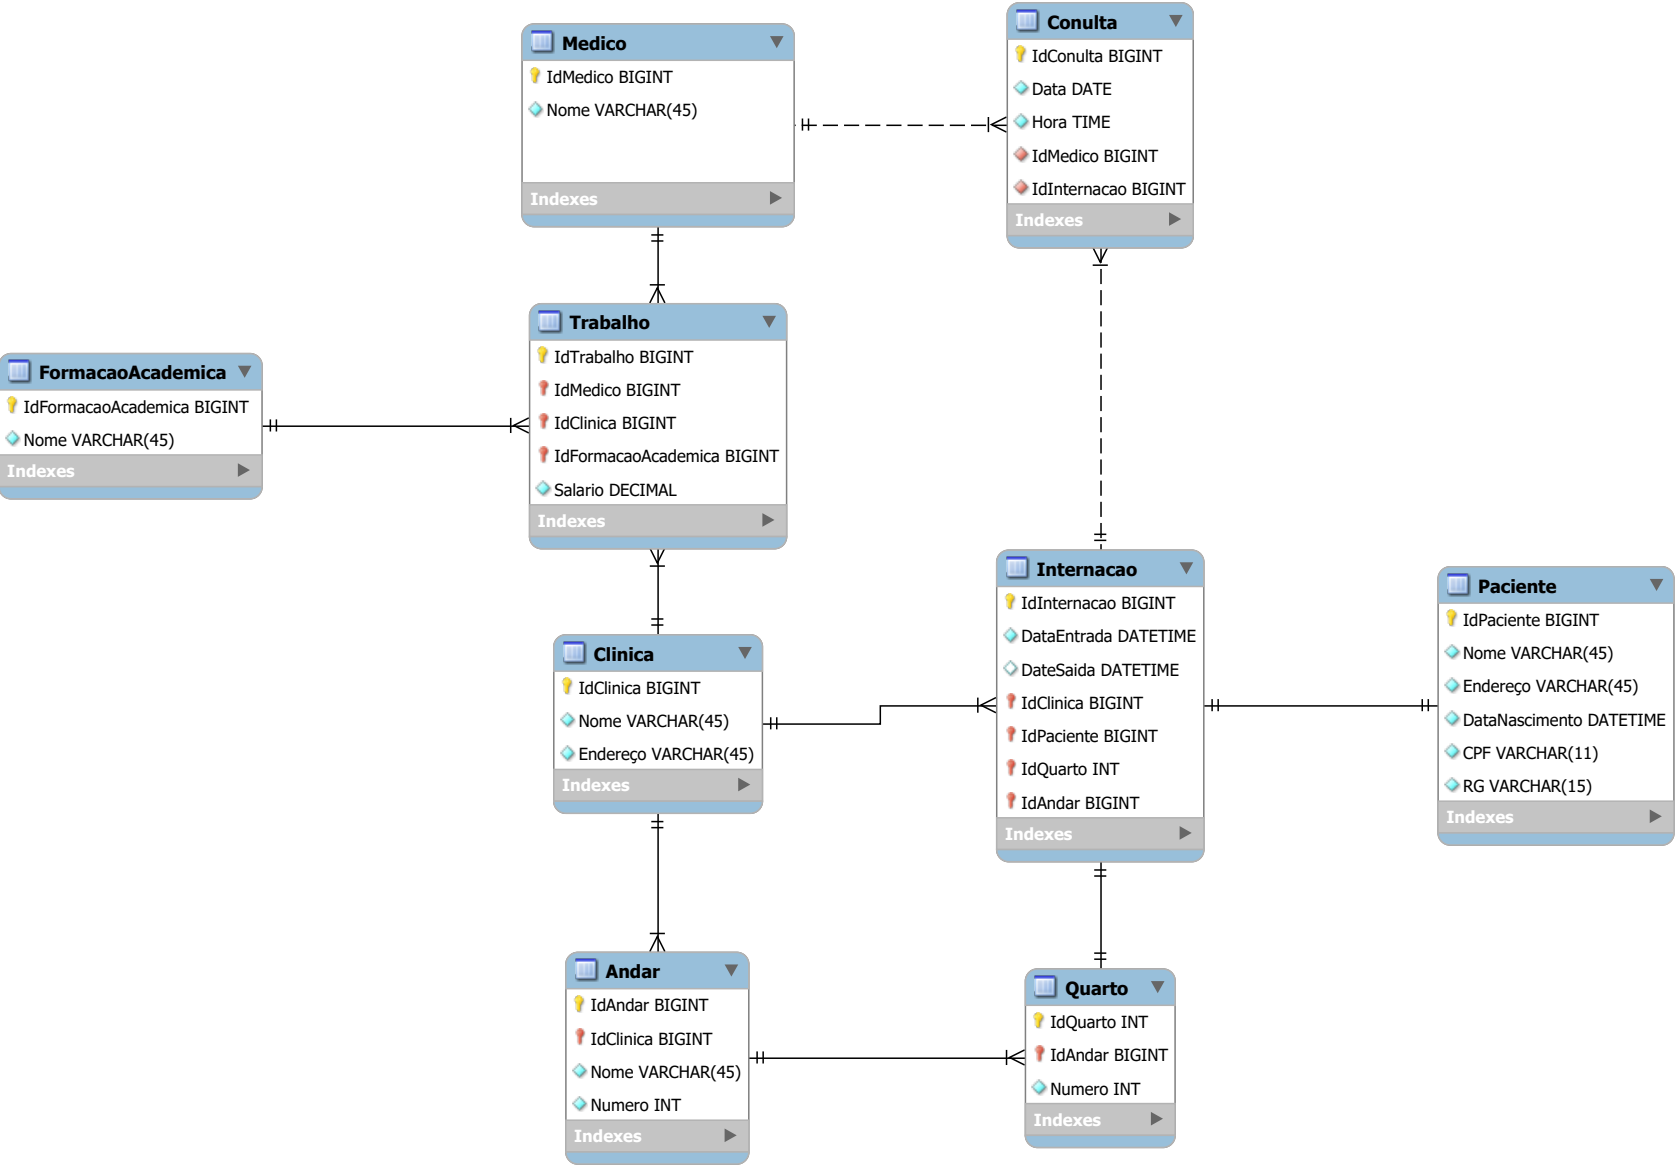 Medico
IdMedico BIGINT
Nome VARCHAR(45)
Indexes
Conulta
IdConulta BIGINT
Data DATE
Hora TIME
IdMedico BIGINT
IdInternacao BIGINT
Indexes
Trabalho
IdTrabalho BIGINT
IdMedico BIGINT
IdClinica BIGINT
IdFormacaoAcademica BIGINT
Salario DECIMAL
Indexes
FormacaoAcademica
IdFormacaoAcademica BIGINT
Nome VARCHAR(45)
Indexes
Clinica
IdClinica BIGINT
Nome VARCHAR(45)
Endereço VARCHAR(45)
Indexes
Internacao
IdInternacao BIGINT
DataEntrada DATETIME
DateSaida DATETIME
IdClinica BIGINT
IdPaciente BIGINT
IdQuarto INT
IdAndar BIGINT
Indexes
Paciente
IdPaciente BIGINT
Nome VARCHAR(45)
Endereço VARCHAR(45)
DataNascimento DATETIME
CPF VARCHAR(11)
RG VARCHAR(15)
Indexes
Andar
IdAndar BIGINT
IdClinica BIGINT
Nome VARCHAR(45)
Numero INT
Indexes
Quarto
IdQuarto INT
IdAndar BIGINT
Numero INT
Indexes